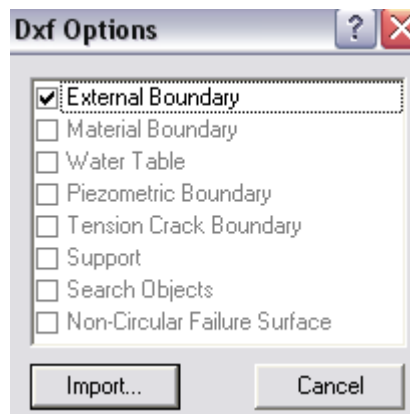 Dxf Options
External Boundary
Material Boundary
Water Table
Piezometric Boundary
Tension Crack Boundary
Support
Search Objects
Non-Circular Failure Surface
Import... Cancel